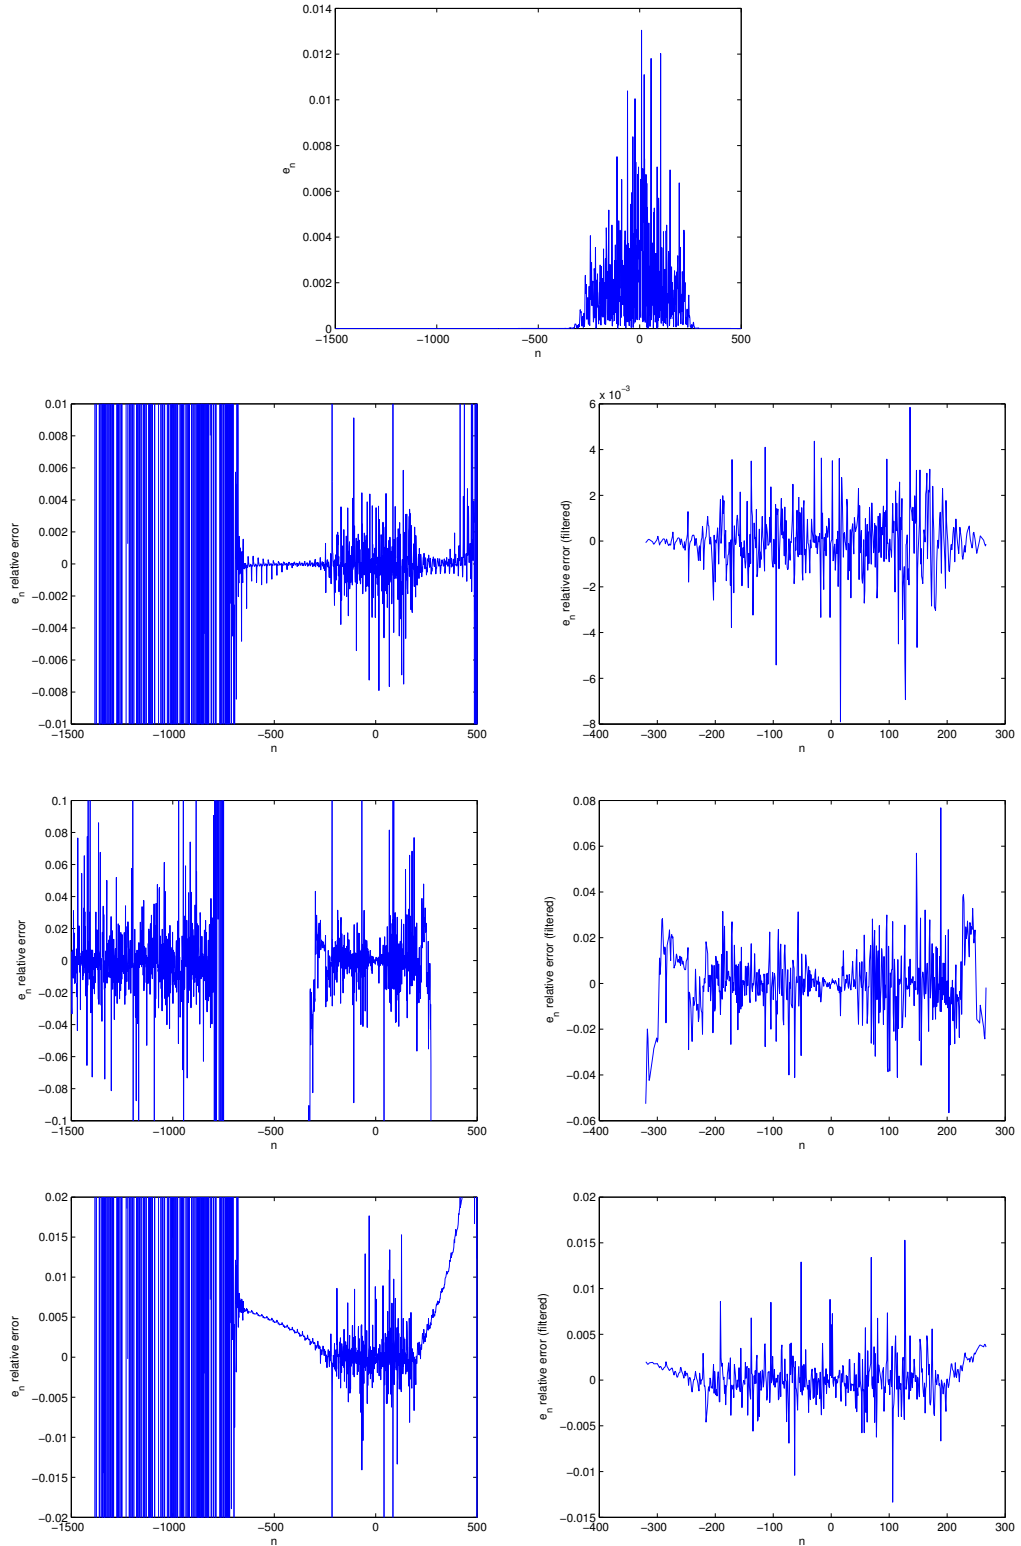 0.014
0.012
0.01
0.008
e_n
0.006
0.004
0.002
0
−1500 −1000 −500 0 500
n
0.01
0.008
0.006
0.004
0.002
0
−0.002
−0.004
−0.006
−0.008
−0.01
e_n relative error
−1500 −1000 −500 0 500
n
x 10^−3
6
4
2
0
−2
−4
−6
−8
e_n relative error (filtered)
−400 −300 −200 −100 0 100 200 300
n
0.1
0.08
0.06
0.04
0.02
0
−0.02
−0.04
−0.06
−0.08
−0.1
e_n relative error
−1500 −1000 −500 0 500
n
0.08
0.06
0.04
0.02
0
−0.02
−0.04
−0.06
e_n relative error (filtered)
−400 −300 −200 −100 0 100 200 300
n
0.02
0.015
0.01
0.005
0
−0.005
−0.01
−0.015
−0.02
e_n relative error
−1500 −1000 −500 0 500
n
0.02
0.015
0.01
0.005
0
−0.005
−0.01
−0.015
e_n relative error (filtered)
−400 −300 −200 −100 0 100 200 300
n